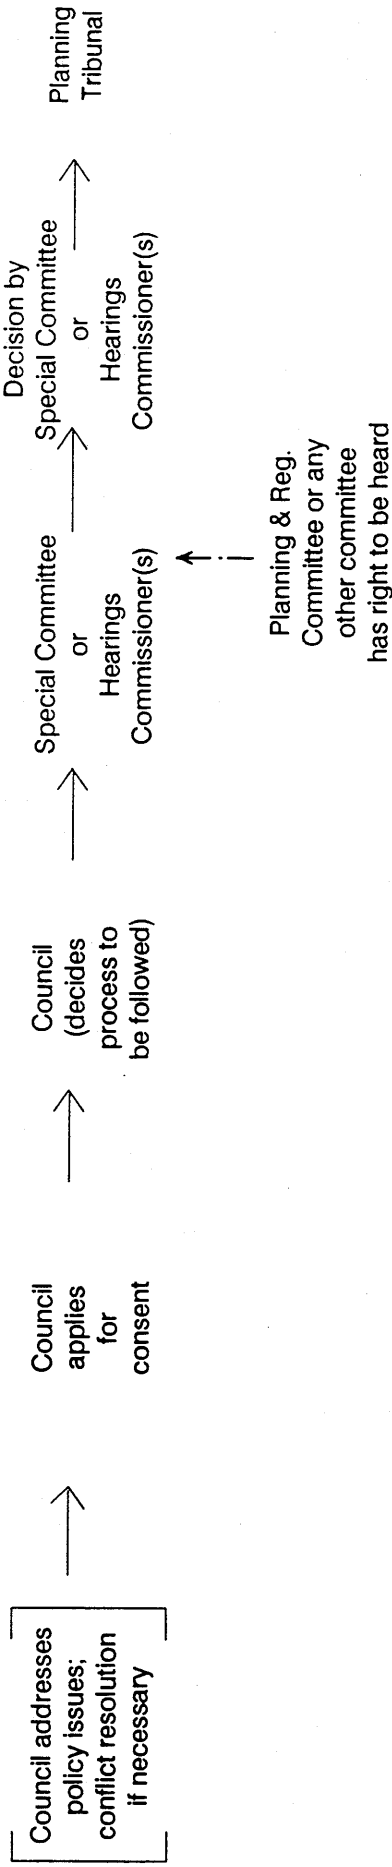 Council addresses
policy issues;
conflict resolution
if necessary
Council
applies
for
consent
Council
(decides
process to
be followed)
Special Committee
or
Hearings
Commissioner(s)
Planning & Reg.
Committee or any
other committee
has right to be heard
Decision by
Special Committee
or
Hearings
Commissioner(s)
Planning
Tribunal